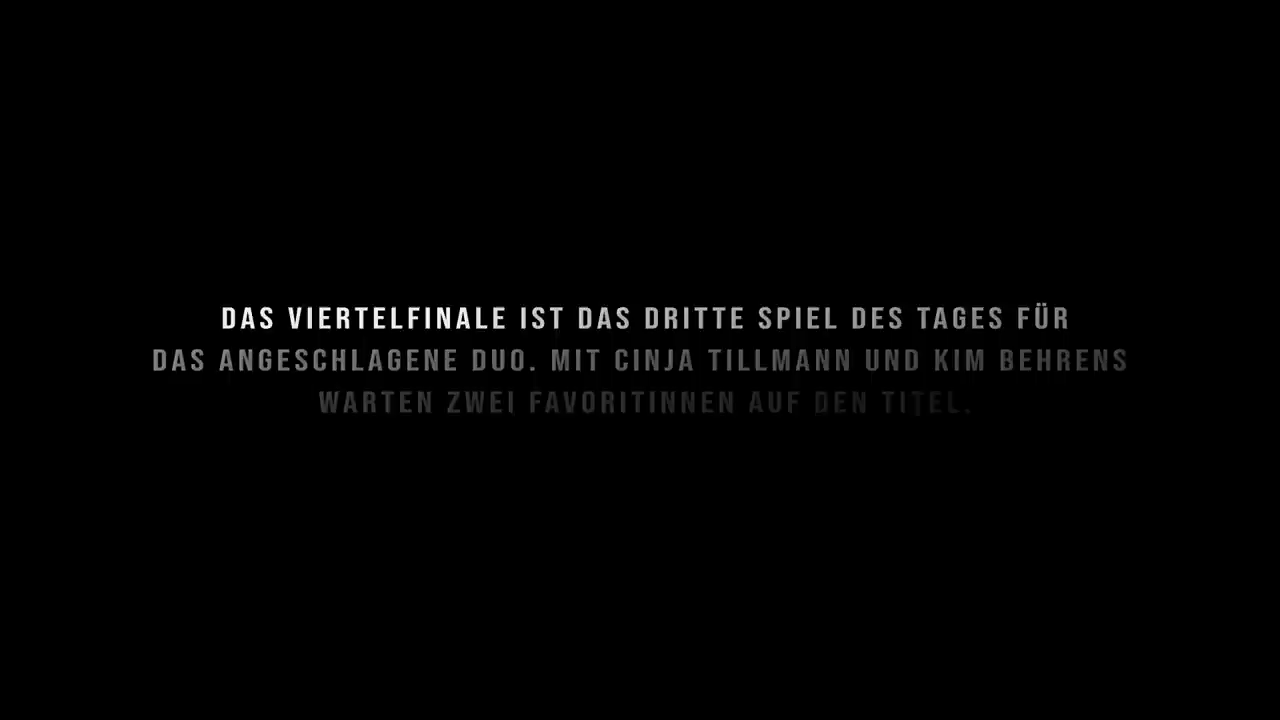 DAS VIERTELFINALE IST DAS DRITTE SPIEL DES TAGES FÜR
DAS ANGESCHLAGENE DUO. MIT CINJA TILLMANN UND KIM BEHRENS
WARTEN ZWEI FAVORITINNEN AUF DEN TITEL.